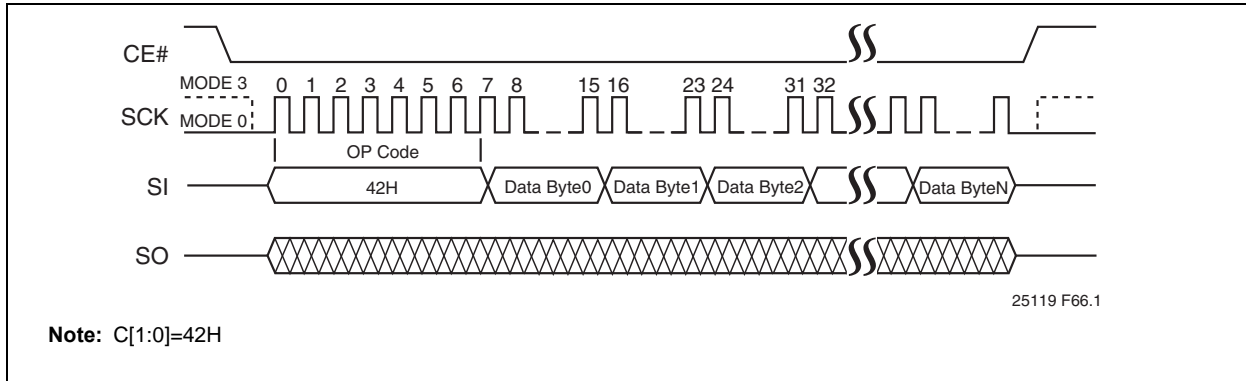 CE#
MODE 3
0 1 2 3 4 5 6 7 8 15 16 23 24 31 32
SCK
MODE 0
OP Code
SI 42H Data Byte0 Data Byte1 Data Byte2 Data ByteN
SO
25119 F66.1
Note: C[1:0]=42H